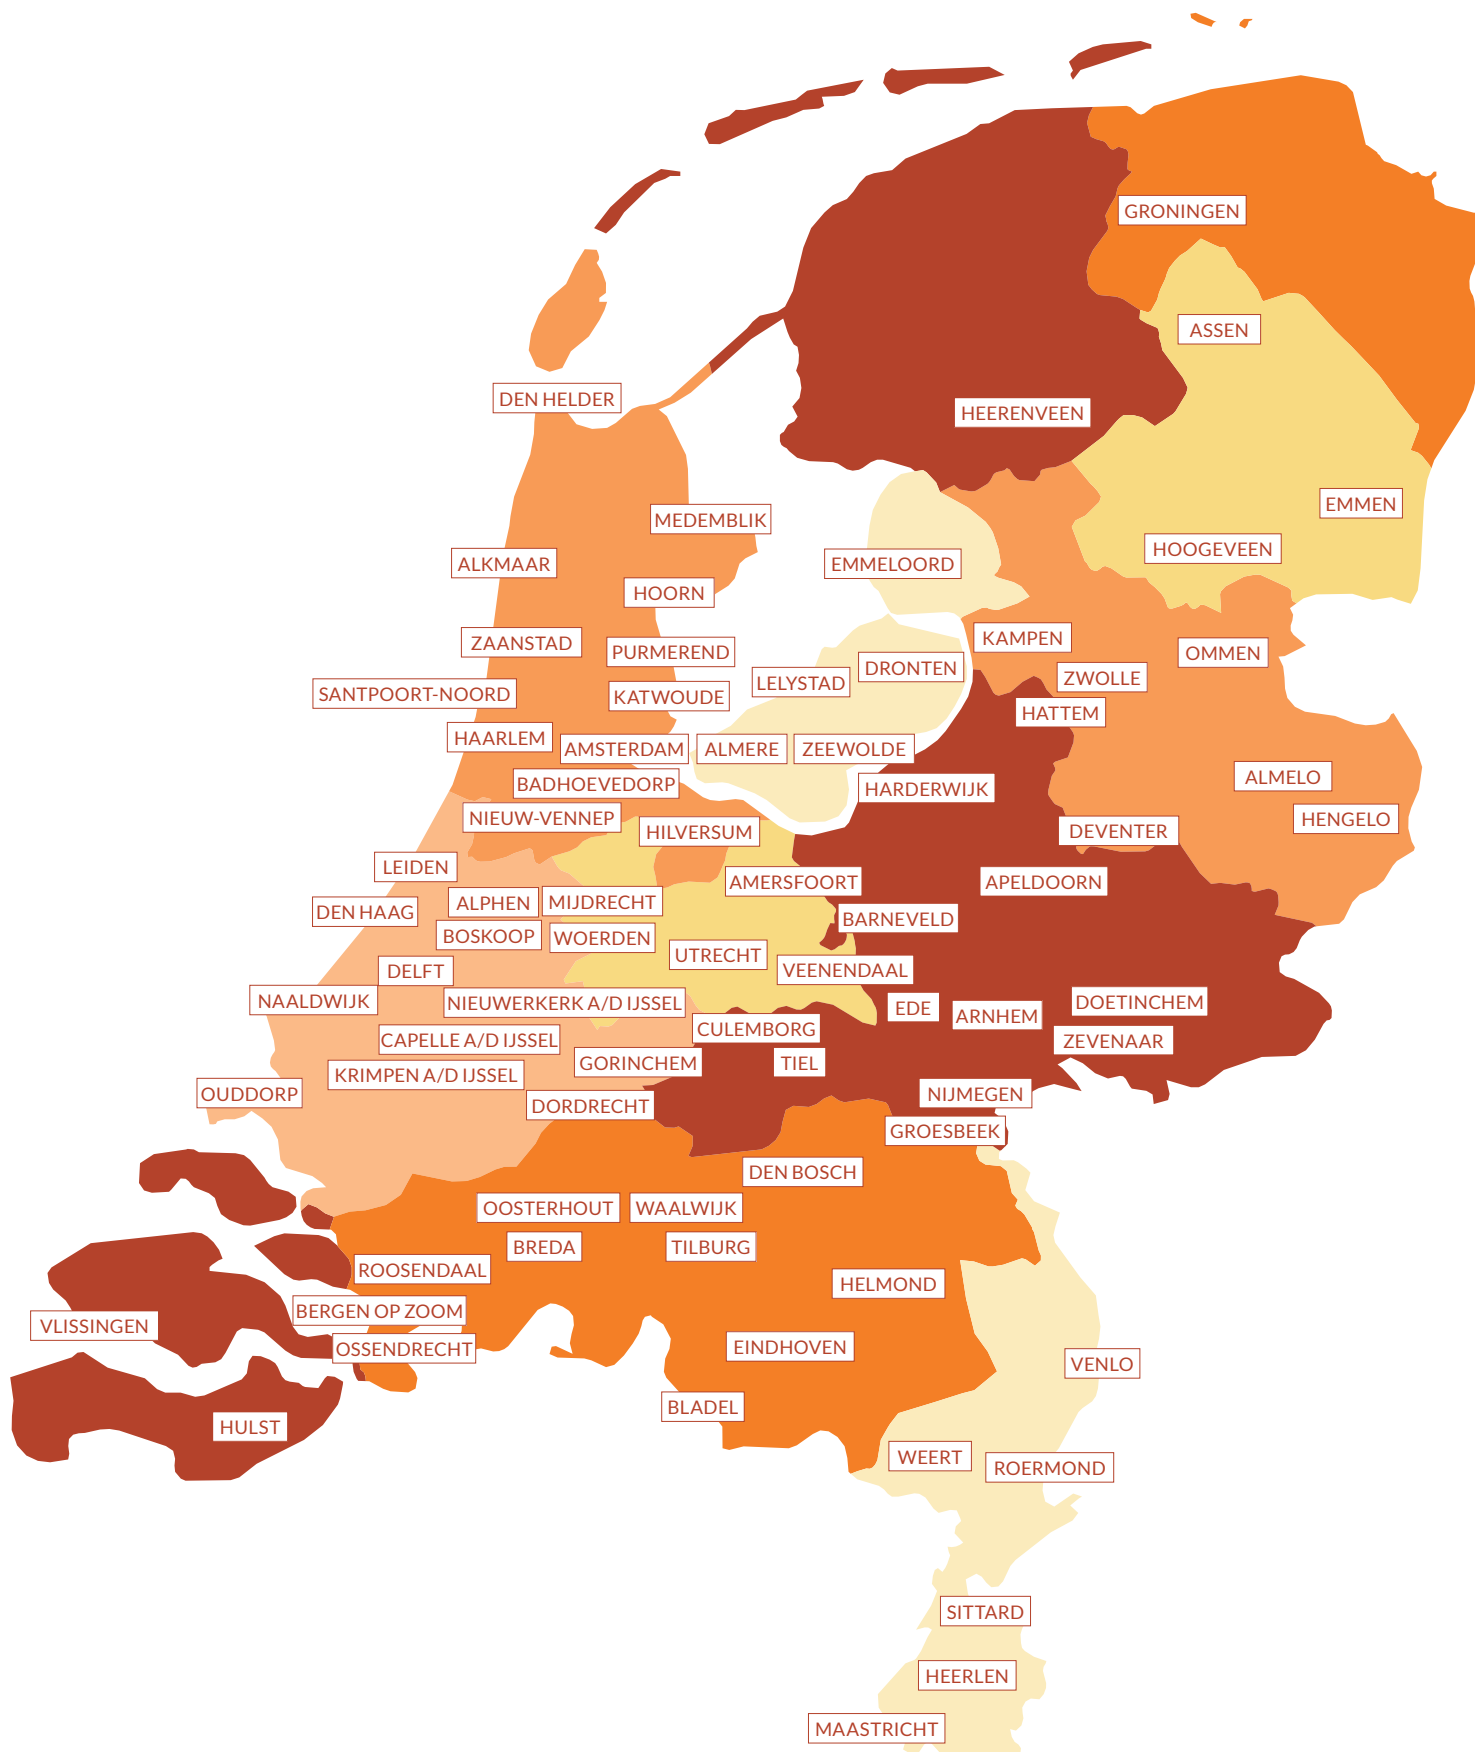 GRONINGEN
ASSEN
DEN HELDER
HEERENVEEN
EMMEN
MEDEMBLIK
HOOGEVEEN
ALKMAAR
EMMELOORD
HOORN
KAMPEN
ZAANSTAD
PURMEREND
OMMEN
DRONTEN
ZWOLLE
LELYSTAD
SANTPOORT-NOORD
KATWOUDE
HATTEM
HAARLEM
AMSTERDAM
ALMERE
ZEEWOLDE
ALMELO
BADHOEVEDORP
HARDERWIJK
NIEUW-VENNEP
HENGELO
HILVERSUM
DEVENTER
LEIDEN
AMERSFOORT
APELDOORN
ALPHEN
MIJDRECHT
DEN HAAG
BARNEVELD
BOSKOOP
WOERDEN
UTRECHT
DELFT
VEENENDAAL
NAALDWIJK
NIEUWERKERK A/D IJSSEL
EDE
DOETINCHEM
ARNHEM
CULEMBORG
CAPELLE A/D IJSSEL
ZEVENAAR
GORINCHEM
TIEL
KRIMPEN A/D IJSSEL
OUDDORP
NIJMEGEN
DORDRECHT
GROESBEEK
DEN BOSCH
OOSTERHOUT
WAALWIJK
BREDA
TILBURG
ROOSENDAAL
HELMOND
BERGEN OP ZOOM
VLISSINGEN
OSSENDRECHT
EINDHOVEN
VENLO
BLADEL
HULST
WEERT
ROERMOND
SITTARD
HEERLEN
MAASTRICHT